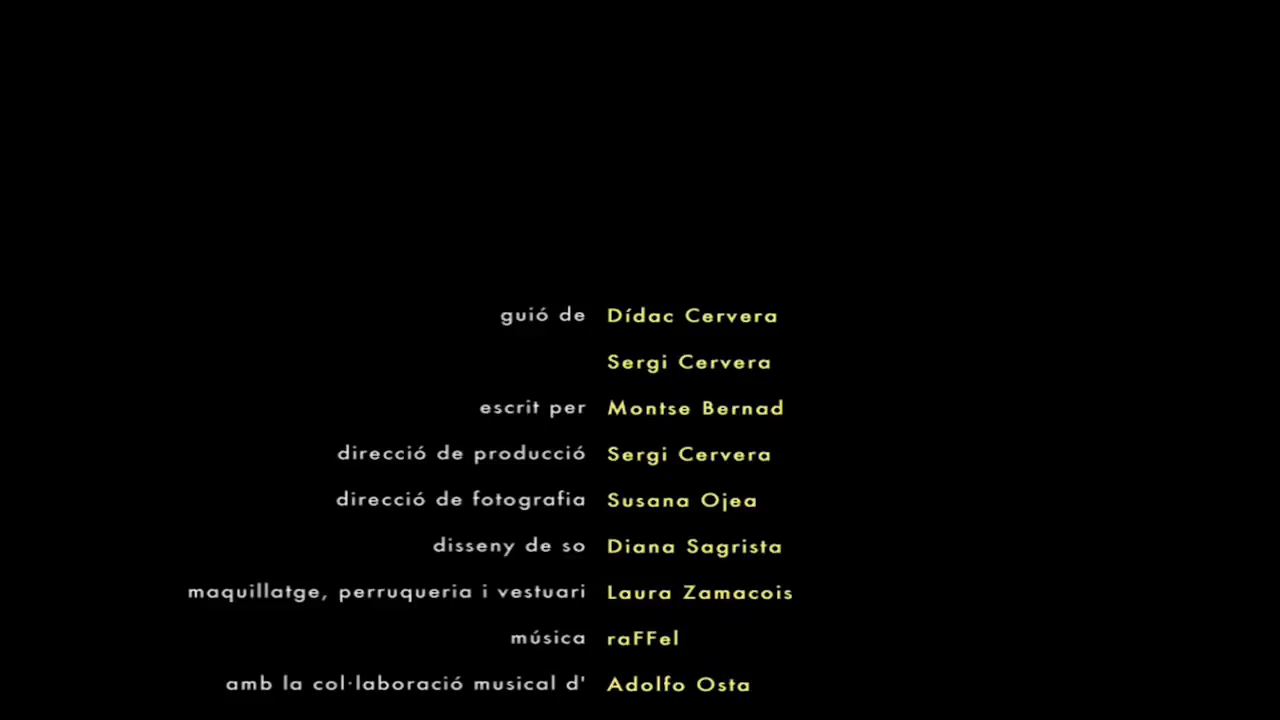 guió de Dídac Cervera
Sergi Cervera
escrit per Montse Bernad
direcció de producció Sergi Cervera
direcció de fotografia Susana Ojea
disseny de so Diana Sagrista
maquillatge, perruqueria i vestuari Laura Zamacois
música raFFel
amb la col·laboració musical d' Adolfo Osta